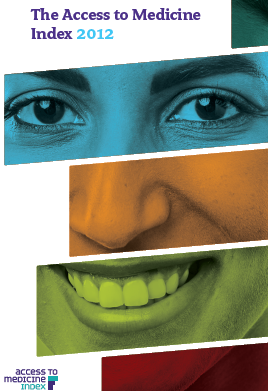 The Access to Medicine
Index 2012
access to
medicine
index